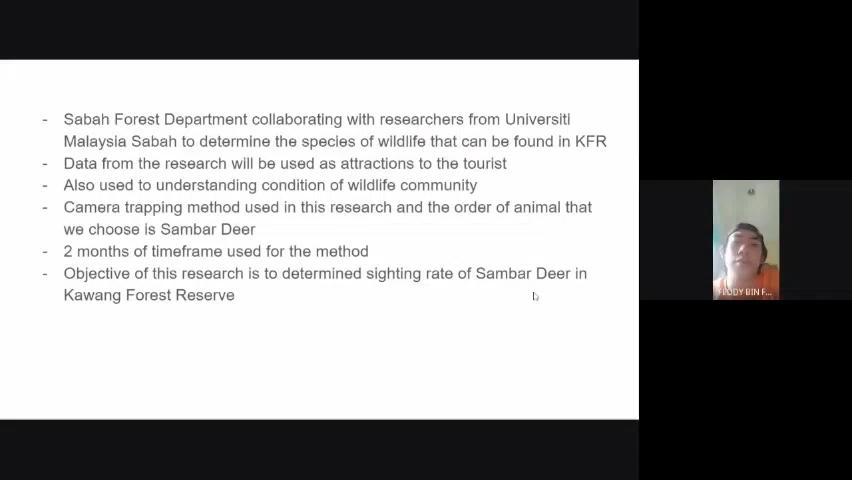 - Sabah Forest Department collaborating with researchers from Universiti
Malaysia Sabah to determine the species of wildlife that can be found in KFR
- Data from the research will be used as attractions to the tourist
- Also used to understanding condition of wildlife community
- Camera trapping method used in this research and the order of animal that
we choose is Sambar Deer
- 2 months of timeframe used for the method
- Objective of this research is to determined sighting rate of Sambar Deer in
Kawang Forest Reserve
BIN F...